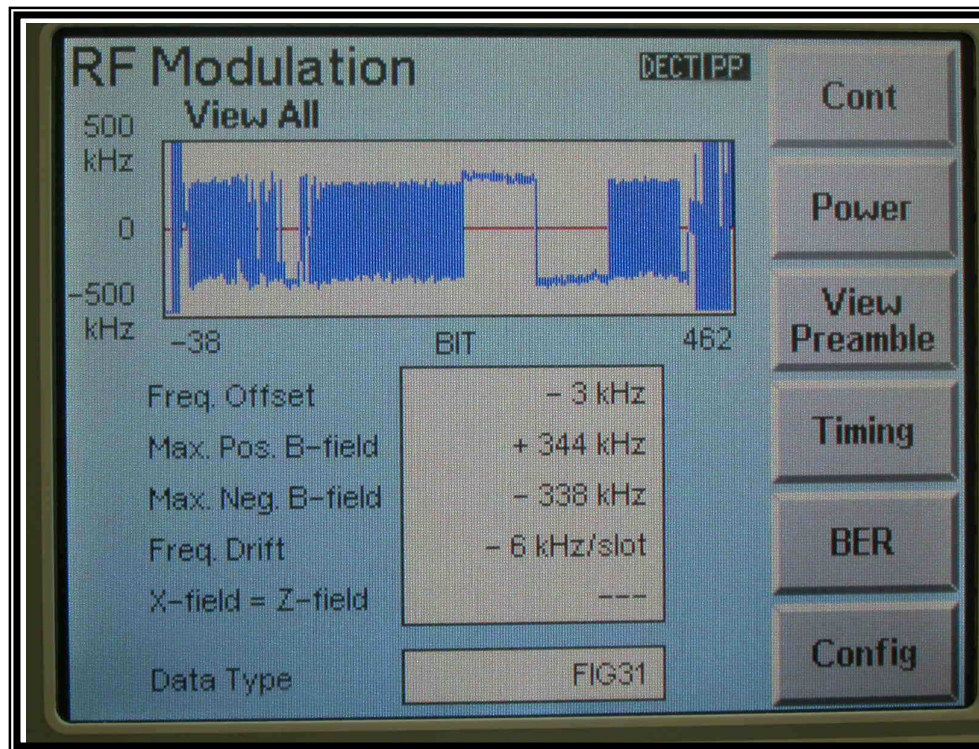 RF Modulation
DECT PP
View All
500
kHz
0
-500
kHz
-38
BIT
462
Freq. Offset
- 3 kHz
Max. Pos. B-field
+ 344 kHz
Max. Neg. B-field
- 338 kHz
Freq. Drift
- 6 kHz/slot
X-field = Z-field
---
Data Type
FIG31
Cont
Power
View
Preamble
Timing
BER
Config